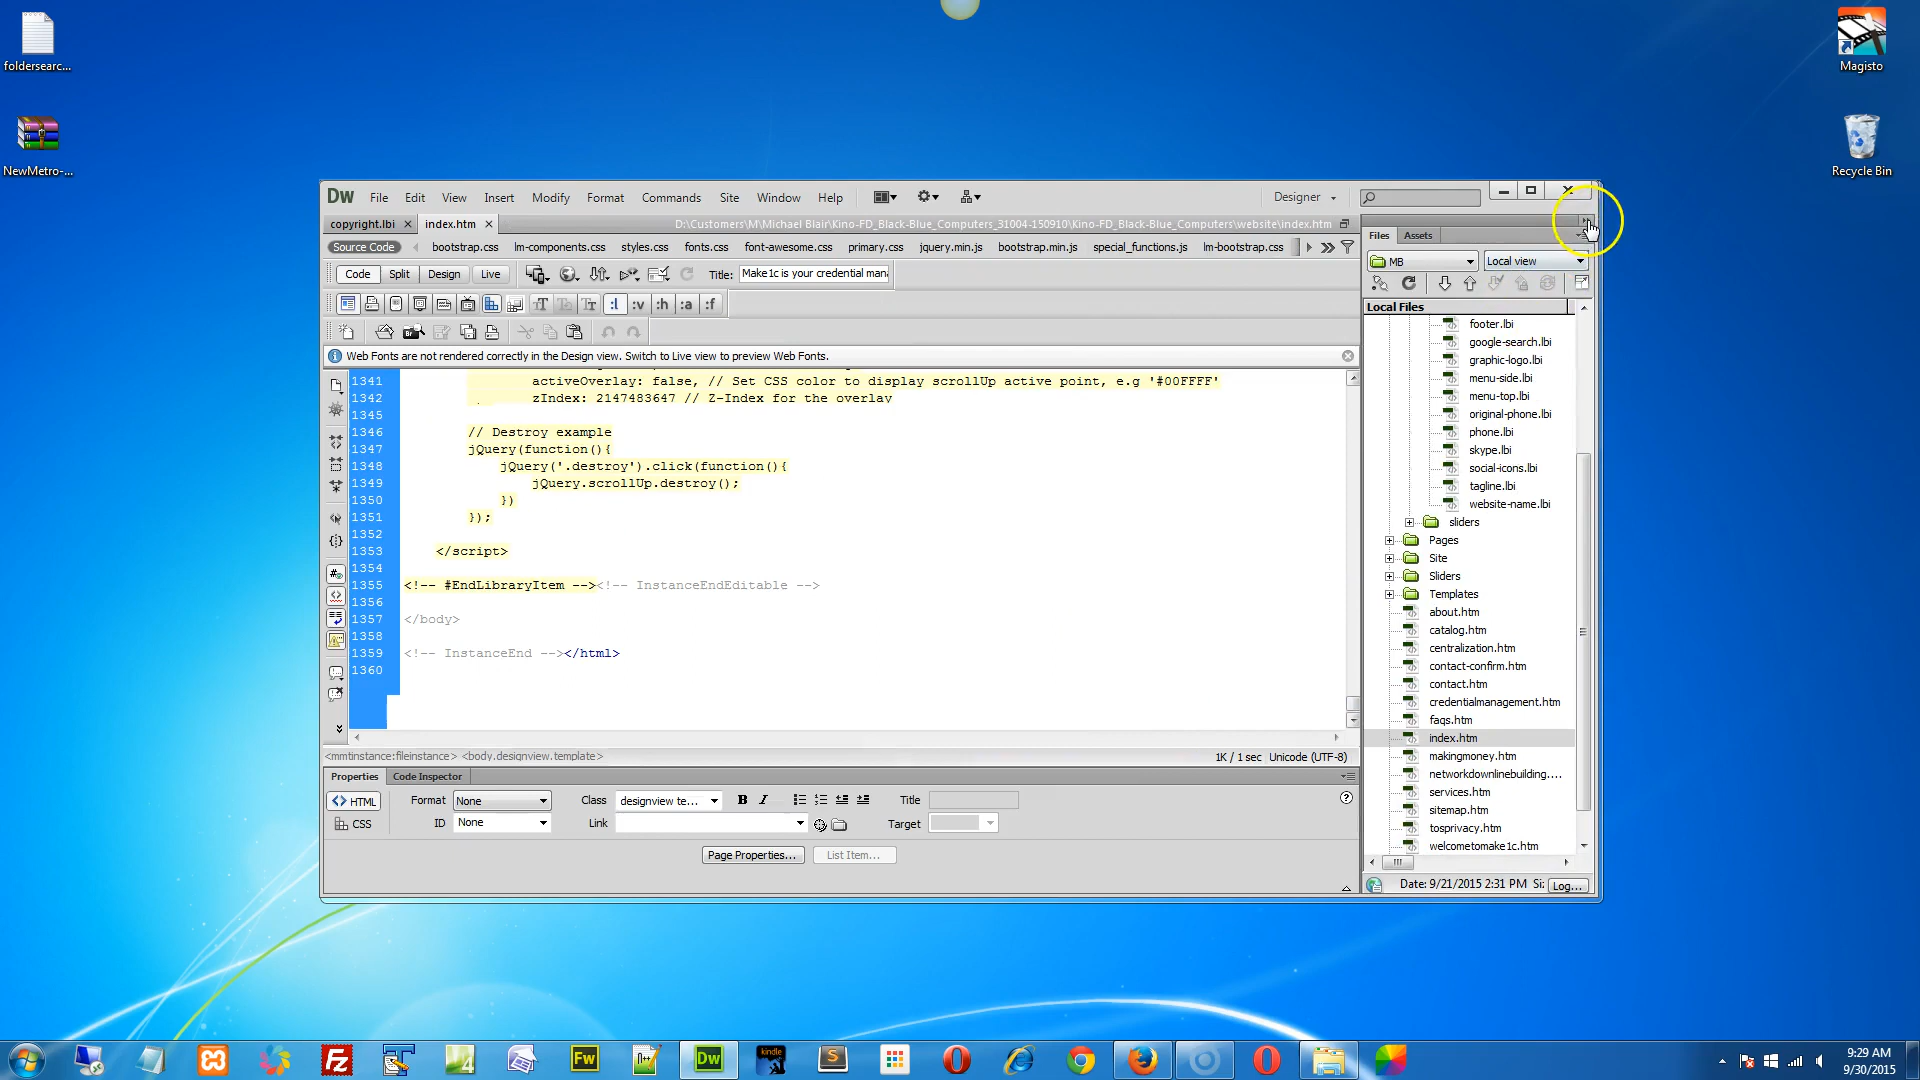 foldersearc...
NewMetro-...
Magisto
Recycle Bin
Dw File Edit View Insert Modify Format Commands Site Window Help Designer
copyright.lbi index.htm D:\Customers\M\Michael Blair\Kino-FD_Black-Blue_Computers_31004-150910\Kino-FD_Black-Blue_Computers\website\index.htm
Source Code bootstrap.css lm-components.css styles.css fonts.css font-awesome.css primary.css jquery.min.js bootstrap.min.js special_functions.js lm-bootstrap.css
Code Split Design Live Title: Make1c is your credential man
:l :v :h :a :f
Web Fonts are not rendered correctly in the Design view. Switch to Live view to preview Web Fonts.
1341 activeOverlay: false, // Set CSS color to display scrollUp active point, e.g '#00FFFF'
1342 zIndex: 2147483647 // Z-Index for the overlay
1345
1346 // Destroy example
1347 jQuery(function(){
1348 jQuery('.destroy').click(function(){
1349 jQuery.scrollUp.destroy();
1350 })
1351 });
1352
1353 </script>
1354
1355 <!-- #EndLibraryItem --><!-- InstanceEndEditable -->
1356
1357 </body>
1358
1359 <!-- InstanceEnd --></html>
1360
<mmtinstance:fileinstance> <body.designview.template> 1K / 1 sec Unicode (UTF-8)
Properties Code Inspector
<> HTML Format None Class designview te... B I Title
CSS ID None Link Target
Page Properties... List Item...
Files Assets
MB Local view
Local Files
footer.lbi
google-search.lbi
graphic-logo.lbi
menu-side.lbi
menu-top.lbi
original-phone.lbi
phone.lbi
skype.lbi
social-icons.lbi
tagline.lbi
website-name.lbi
sliders
Pages
Site
Sliders
Templates
about.htm
catalog.htm
centralization.htm
contact-confirm.htm
contact.htm
credentialmanagement.htm
faqs.htm
index.htm
makingmoney.htm
networkdownlinebuilding....
services.htm
sitemap.htm
tosprivacy.htm
welcometomake1c.htm
Date: 9/21/2015 2:31 PM Siz Log...
Fz 4 Fw n++ Dw kindle S
9:29 AM
9/30/2015